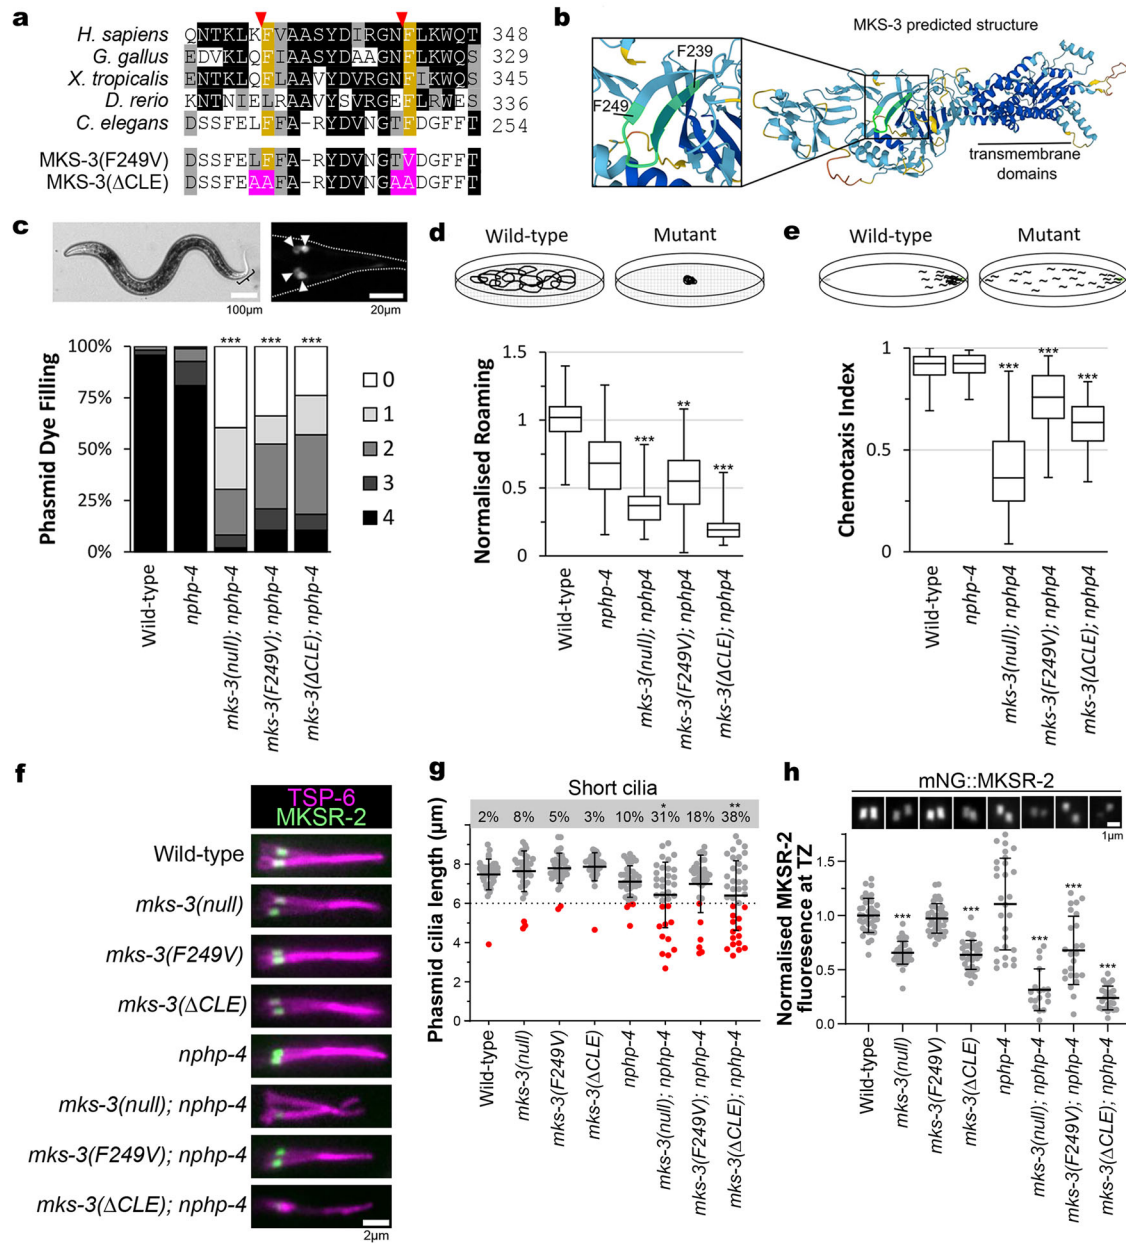 a
H. sapiens QNTKLKFVAASYDIRGNFLKWQT 348
G. gallus EDVKLQFIAASYDAAGNFLKWQS 329
X. tropicalis ENTKLQFLAAVYDVRGNFIKWQS 345
D. rerio KNTNIELRAAVYSVRGEFLRWES 336
C. elegans DSSFELFFA-RYDVNGTFDGFFT 254
MKS-3(F249V) DSSFELFFA-RYDVNGTVDGFFT
MKS-3(ΔCLE) DSSFEAAFA-RYDVNGAADGFFT
b
MKS-3 predicted structure
F239
F249
transmembrane
domains
c
100µm
20µm
Phasmid Dye Filling
100%
75%
50%
25%
0%
*** *** ***
0
1
2
3
4
Wild-type
nphp-4
mks-3(null); nphp-4
mks-3(F249V); nphp-4
mks-3(ΔCLE); nphp-4
d
Wild-type Mutant
Normalised Roaming
1.5
1
0.5
0
*** ** ***
Wild-type
nphp-4
mks-3(null); nphp4
mks-3(F249V); nphp4
mks-3(ΔCLE); nphp-4
e
Wild-type Mutant
Chemotaxis Index
1
0.5
0
*** *** ***
Wild-type
nphp-4
mks-3(null); nphp4
mks-3(F249V); nphp4
mks-3(ΔCLE); nphp-4
f
TSP-6
MKSR-2
Wild-type
mks-3(null)
mks-3(F249V)
mks-3(ΔCLE)
nphp-4
mks-3(null); nphp-4
mks-3(F249V); nphp-4
mks-3(ΔCLE); nphp-4
2µm
g
Short cilia
* **
2% 8% 5% 3% 10% 31% 18% 38%
Phasmid cilia length (µm)
8
6
4
2
0
Wild-type
mks-3(null)
mks-3(F249V)
mks-3(ΔCLE)
nphp-4
mks-3(null); nphp-4
mks-3(F249V); nphp-4
mks-3(ΔCLE); nphp-4
h
mNG::MKSR-2
1µm
Normalised MKSR-2
fluoresence at TZ
1.5
1.0
0.5
0.0
*** *** *** *** ***
Wild-type
mks-3(null)
mks-3(F249V)
mks-3(ΔCLE)
nphp-4
mks-3(null); nphp-4
mks-3(F249V); nphp-4
mks-3(ΔCLE); nphp-4